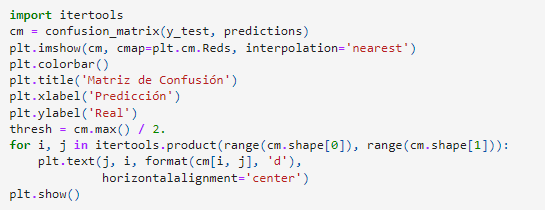 import itertools
cm = confusion_matrix(y_test, predictions)
plt.imshow(cm, cmap=plt.cm.Reds, interpolation='nearest')
plt.colorbar()
plt.title('Matriz de Confusión')
plt.xlabel('Predicción')
plt.ylabel('Real')
thresh = cm.max() / 2.
for i, j in itertools.product(range(cm.shape[0]), range(cm.shape[1])):
    plt.text(j, i, format(cm[i, j], 'd'),
             horizontalalignment='center')
plt.show()